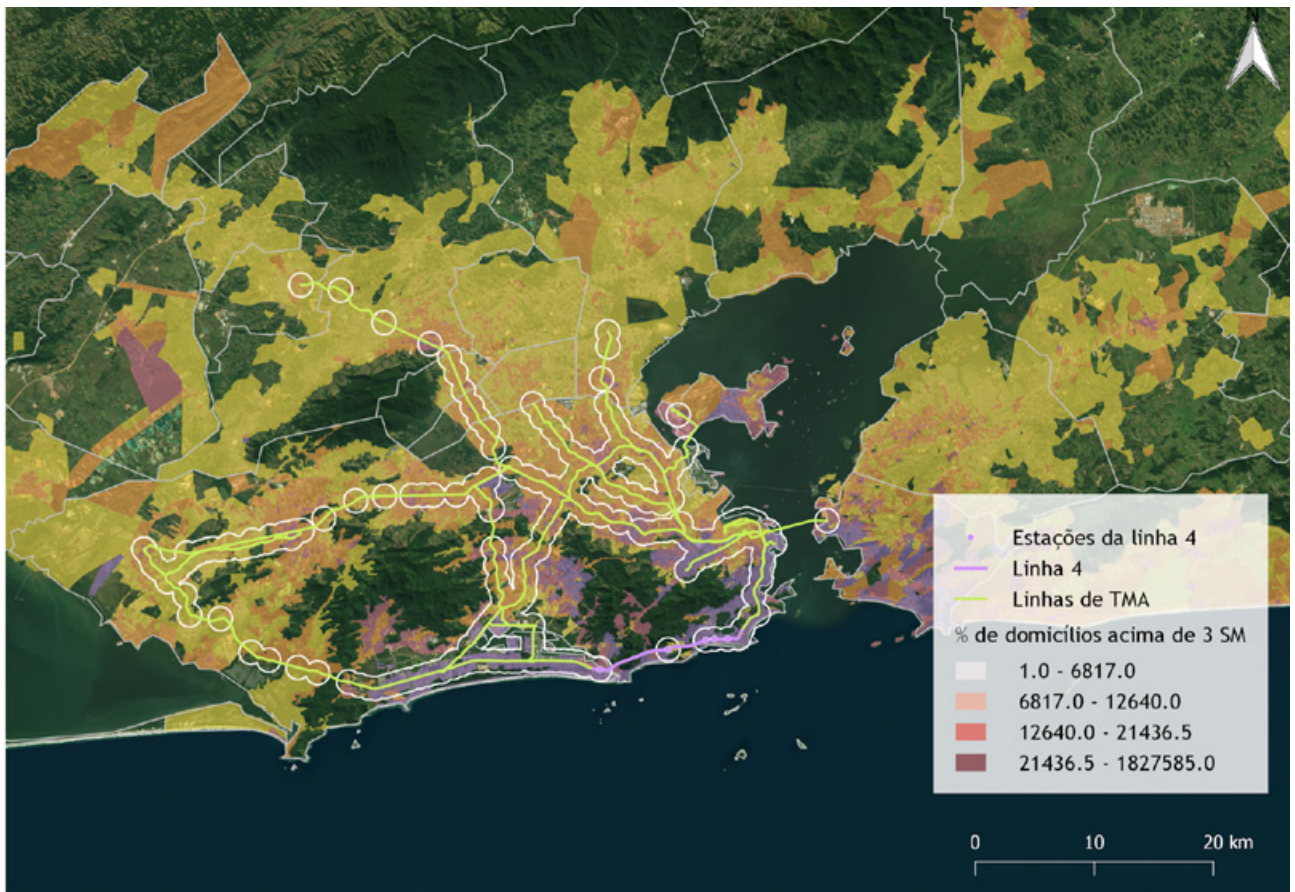 N
Estações da linha 4
Linha 4
Linhas de TMA
% de domicílios acima de 3 SM
1.0 - 6817.0
6817.0 - 12640.0
12640.0 - 21436.5
21436.5 - 1827585.0
0 10 20 km